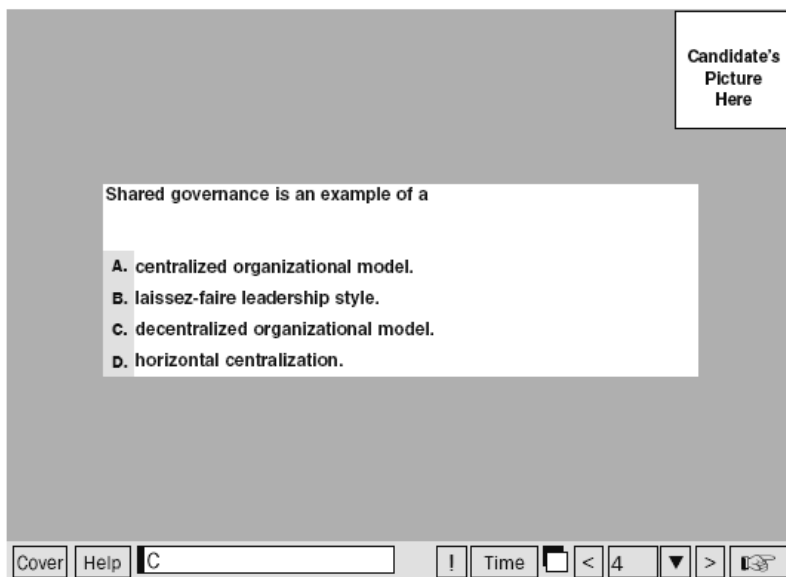 Candidate's
Picture
Here
Shared governance is an example of a
A. centralized organizational model.
B. laissez-faire leadership style.
C. decentralized organizational model.
D. horizontal centralization.
Cover Help C ! Time < 4 ▼ > ☞